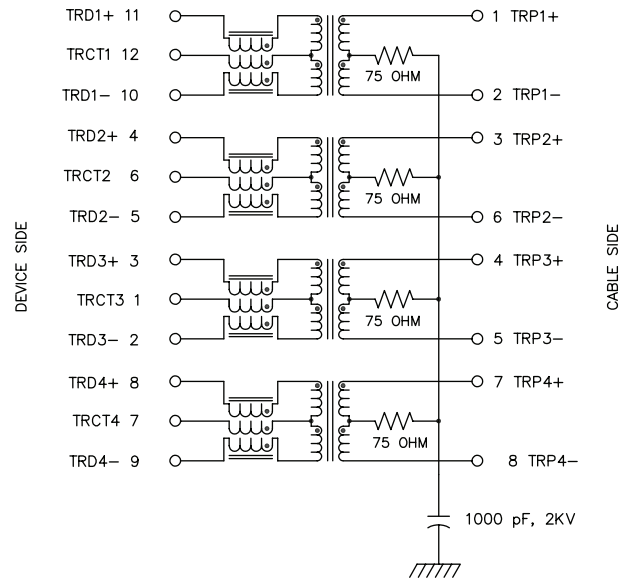 TRD1+ 11
1 TRP1+
TRCT1 12
75 OHM
TRD1- 10
2 TRP1-
TRD2+ 4
3 TRP2+
TRCT2 6
75 OHM
TRD2- 5
6 TRP2-
DEVICE SIDE
CABLE SIDE
TRD3+ 3
4 TRP3+
TRCT3 1
75 OHM
TRD3- 2
5 TRP3-
TRD4+ 8
7 TRP4+
TRCT4 7
75 OHM
TRD4- 9
8 TRP4-
1000 pF, 2KV